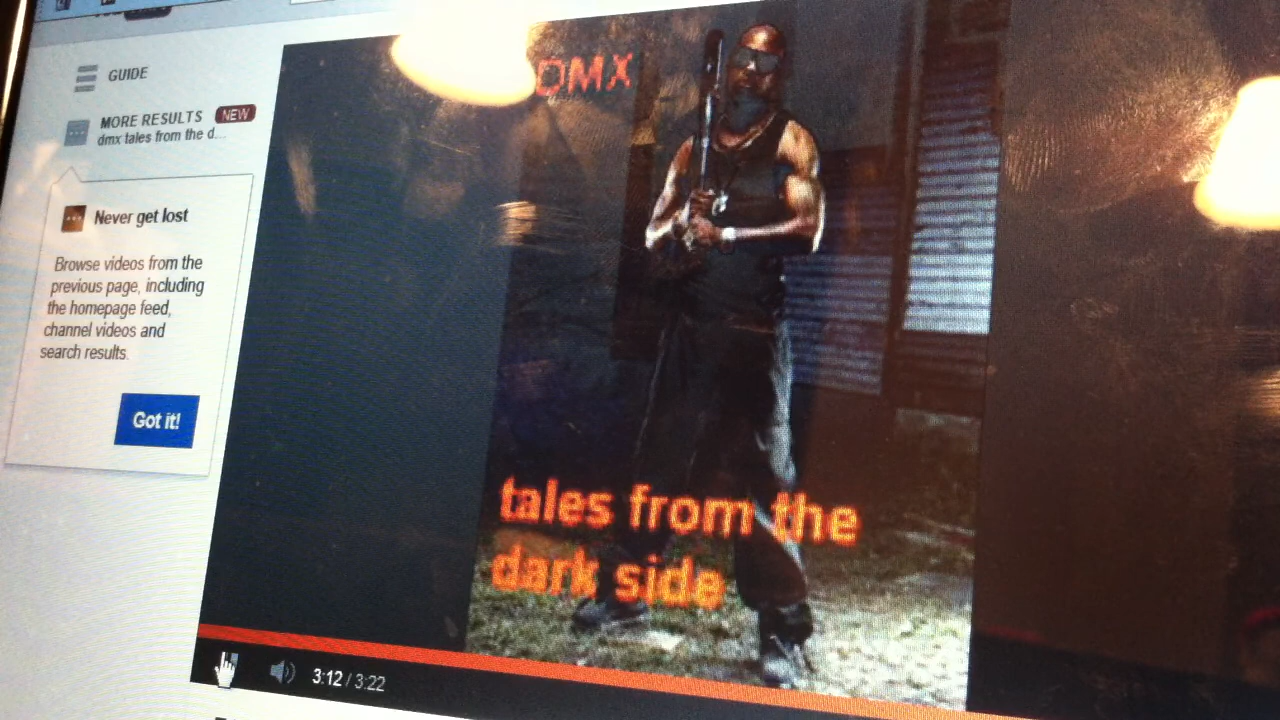 GUIDE
MORE RESULTS NEW
dmx tales from the d...
Never get lost
Browse videos from the
previous page, including
the homepage feed,
channel videos and
search results.
Got it!
DMX
tales from the
dark side
3:12 / 3:22